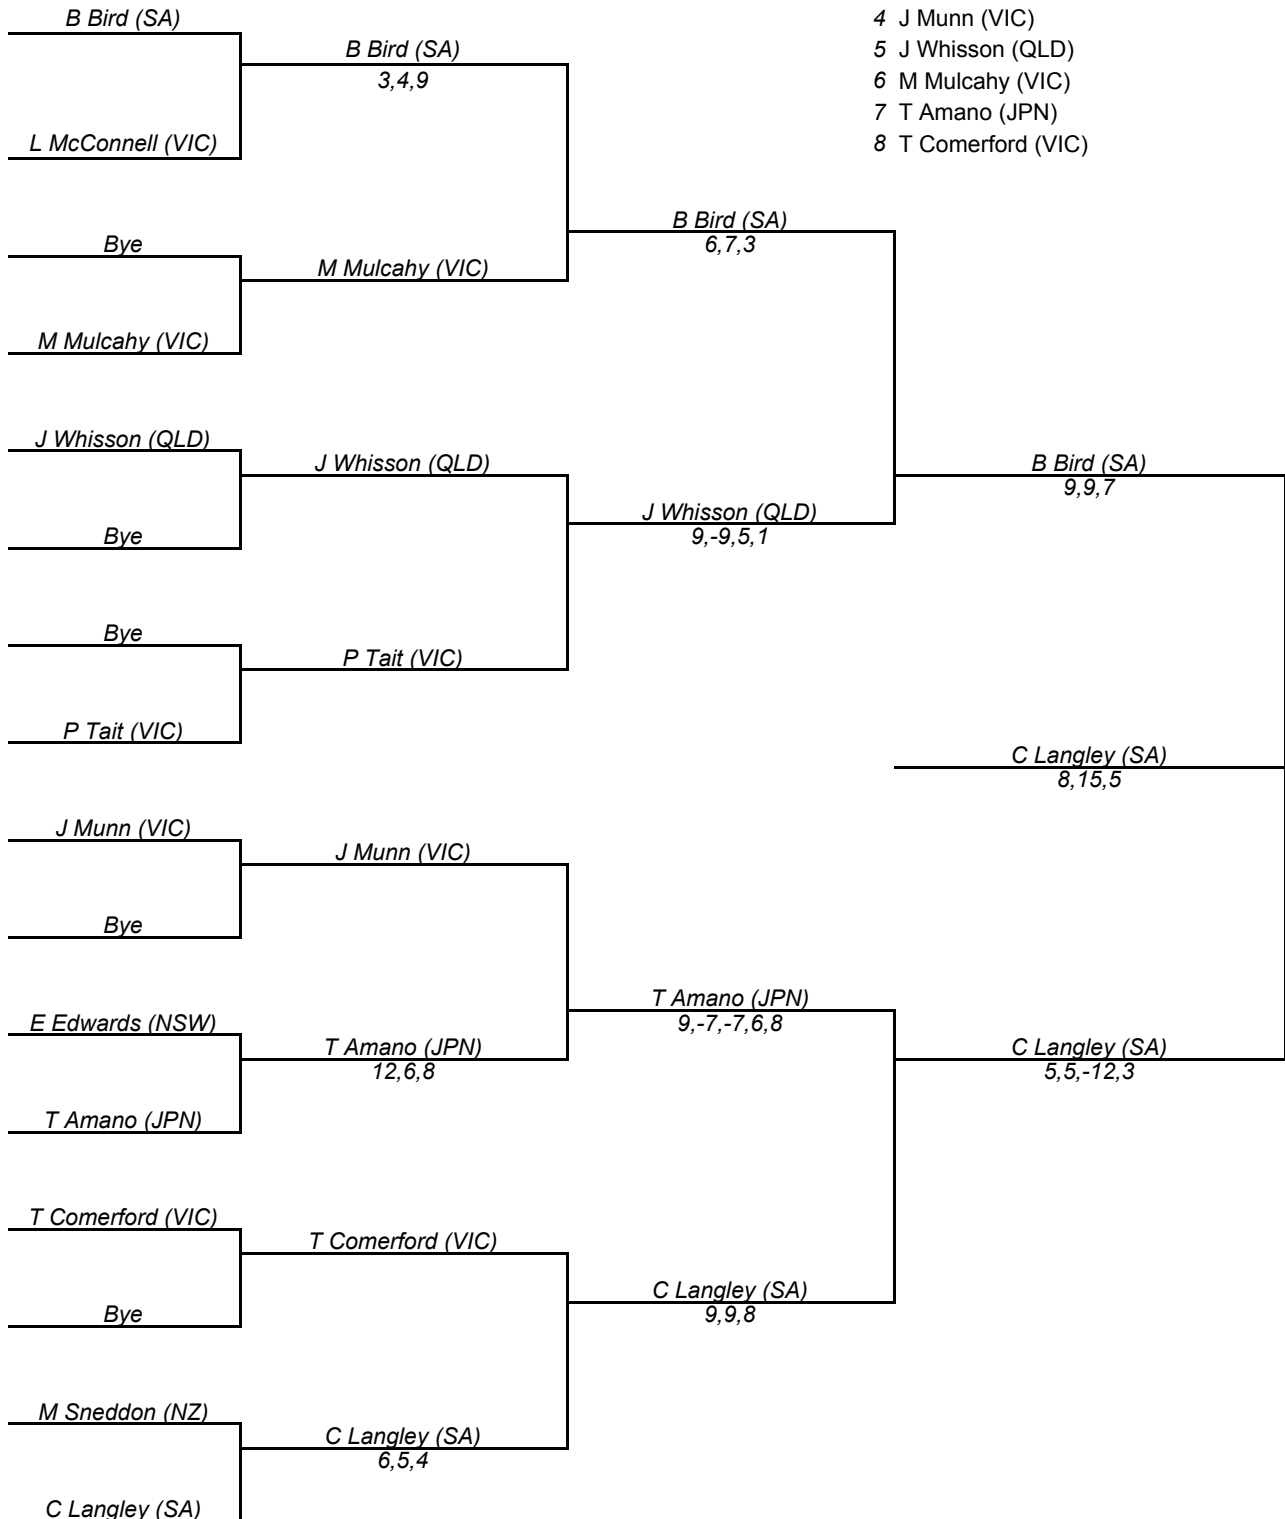 B Bird (SA)
L McConnell (VIC)
Bye
M Mulcahy (VIC)
J Whisson (QLD)
Bye
Bye
P Tait (VIC)
J Munn (VIC)
Bye
E Edwards (NSW)
T Amano (JPN)
T Comerford (VIC)
Bye
M Sneddon (NZ)
C Langley (SA)
B Bird (SA)
3,4,9
M Mulcahy (VIC)
J Whisson (QLD)
P Tait (VIC)
J Munn (VIC)
T Amano (JPN)
12,6,8
T Comerford (VIC)
C Langley (SA)
6,5,4
B Bird (SA)
6,7,3
J Whisson (QLD)
9,-9,5,1
T Amano (JPN)
9,-7,-7,6,8
C Langley (SA)
9,9,8
4 J Munn (VIC)
5 J Whisson (QLD)
6 M Mulcahy (VIC)
7 T Amano (JPN)
8 T Comerford (VIC)
B Bird (SA)
9,9,7
C Langley (SA)
8,15,5
C Langley (SA)
5,5,-12,3